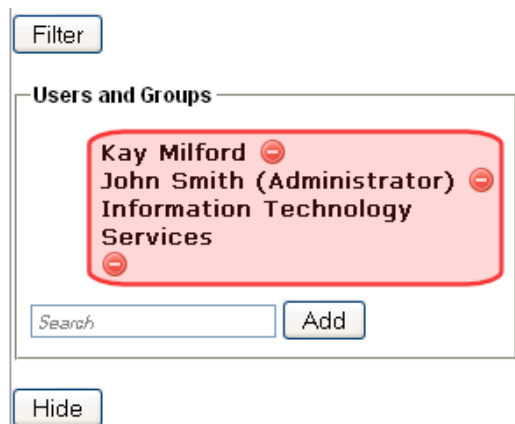 Filter
Users and Groups
Kay Milford
John Smith (Administrator)
Information Technology
Services
Search
Add
Hide